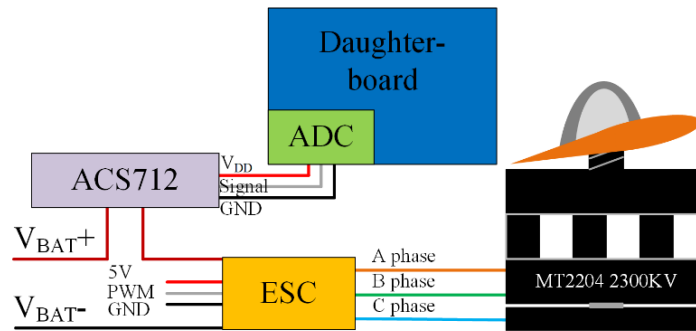 Daughter-
board
ADC
ACS712
VDD
Signal
GND
VBAT+
5V
PWM
GND
VBAT-
ESC
A phase
B phase
C phase
MT2204 2300KV